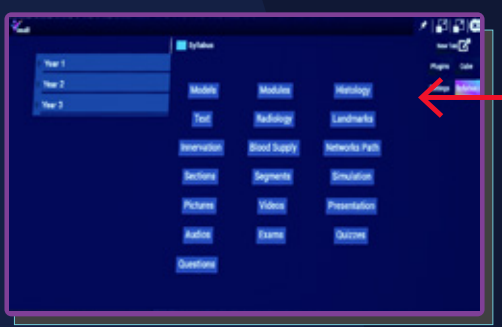 Syllabus
New Tab
Year 1
Year 2
Year 3
Plugins Cube
Syllabus
Models Modules Histology
Text Radiology Landmarks
Innervation Blood Supply Networks Path
Sections Segments Simulation
Pictures Videos Presentation
Audios Exams Quizzes
Questions